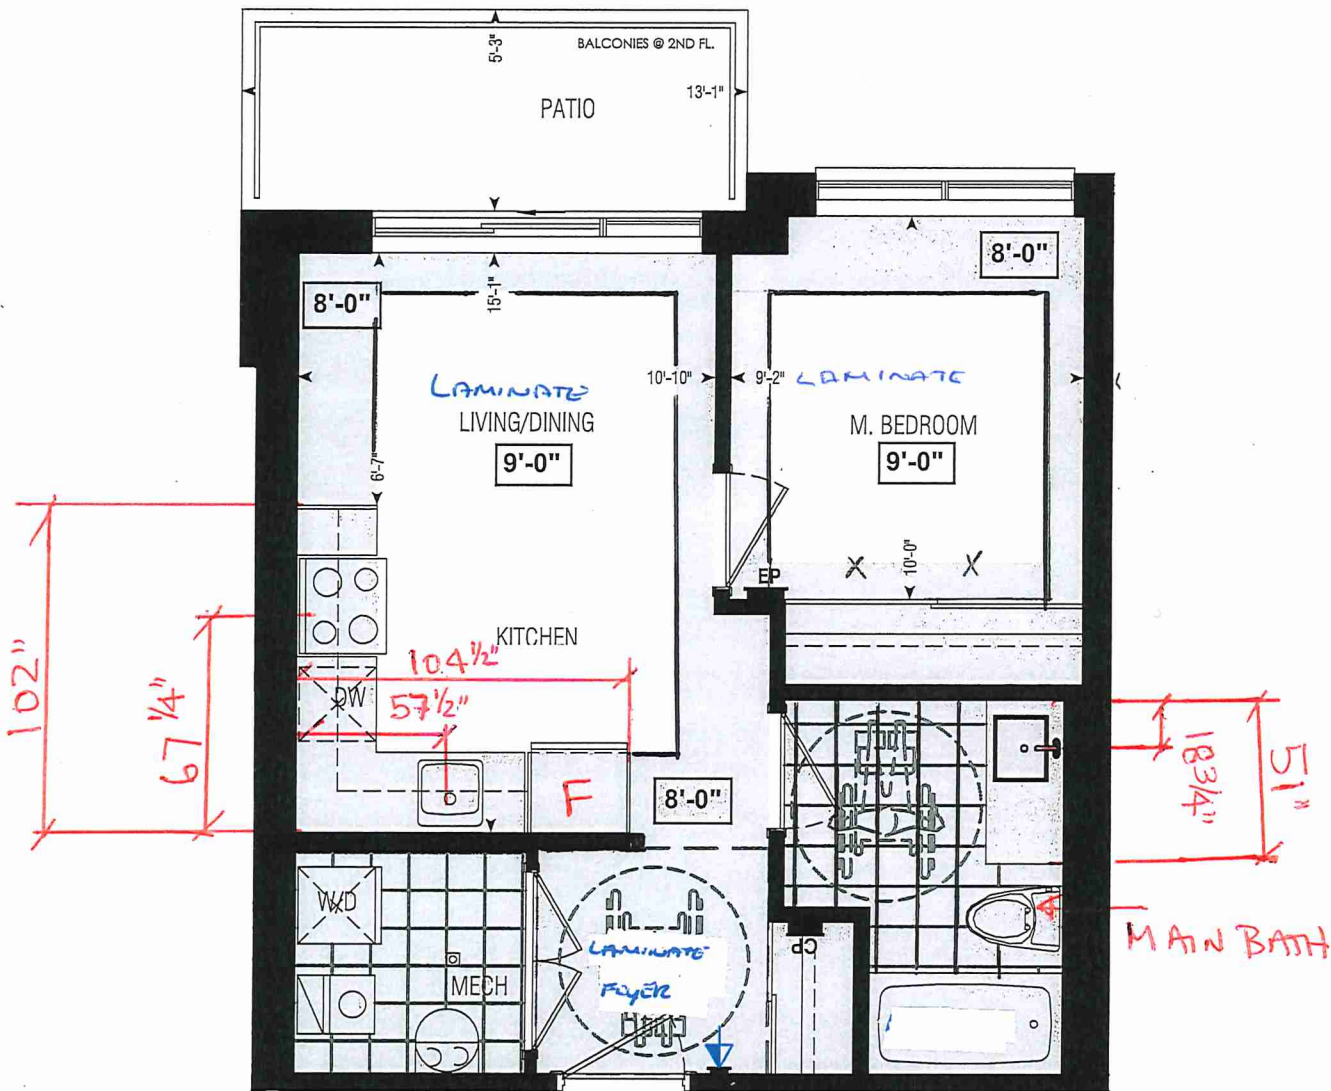 BALCONIES @ 2ND FL.
5'-3"
13'-1"
PATIO
8'-0"
8'-0"
15'-1"
LAMINATE
10'-10"
9'-2"
LAMINATE
LIVING/DINING
M. BEDROOM
9'-0"
9'-0"
6'-7"
10'-0"
EP
102"
67 1/4"
KITCHEN
104 1/2"
DW
57 1/2"
F
8'-0"
18 3/4"
51"
W/D
MECH
LAMINATE
FOYER
CP
MAIN BATH